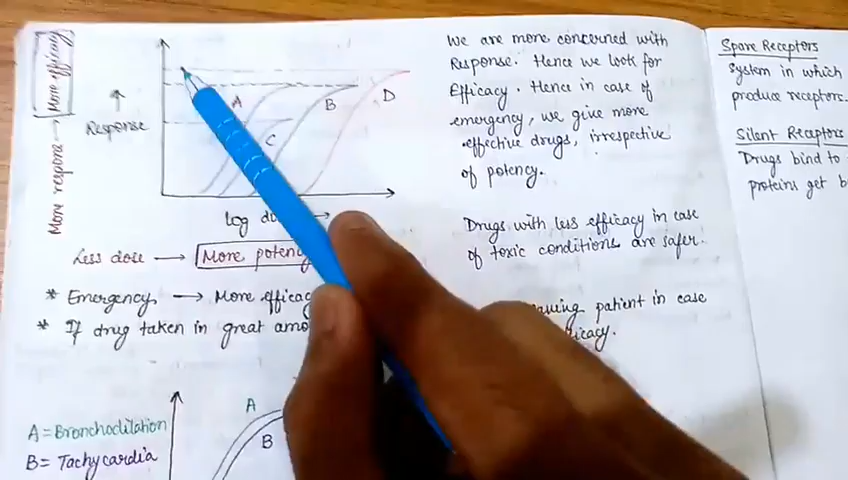 More efficacy
More response
Response
A
B
C
D
log
Less dose → More potency
* Emergency → More efficac
* If drug taken in great amo
A = Bronchodilation
B = Tachycardia
A
B
We are more concerned with
Response. Hence we look for
Efficacy. Hence in case of
emergency, we give more
effective drugs, irrespective
of potency.
Drugs with less efficacy in case
of toxic conditions are safer.
patient in case
icacy.
Spare Receptors
System in which
produce receptors.
Silent Receptors
Drugs bind to
proteins get b